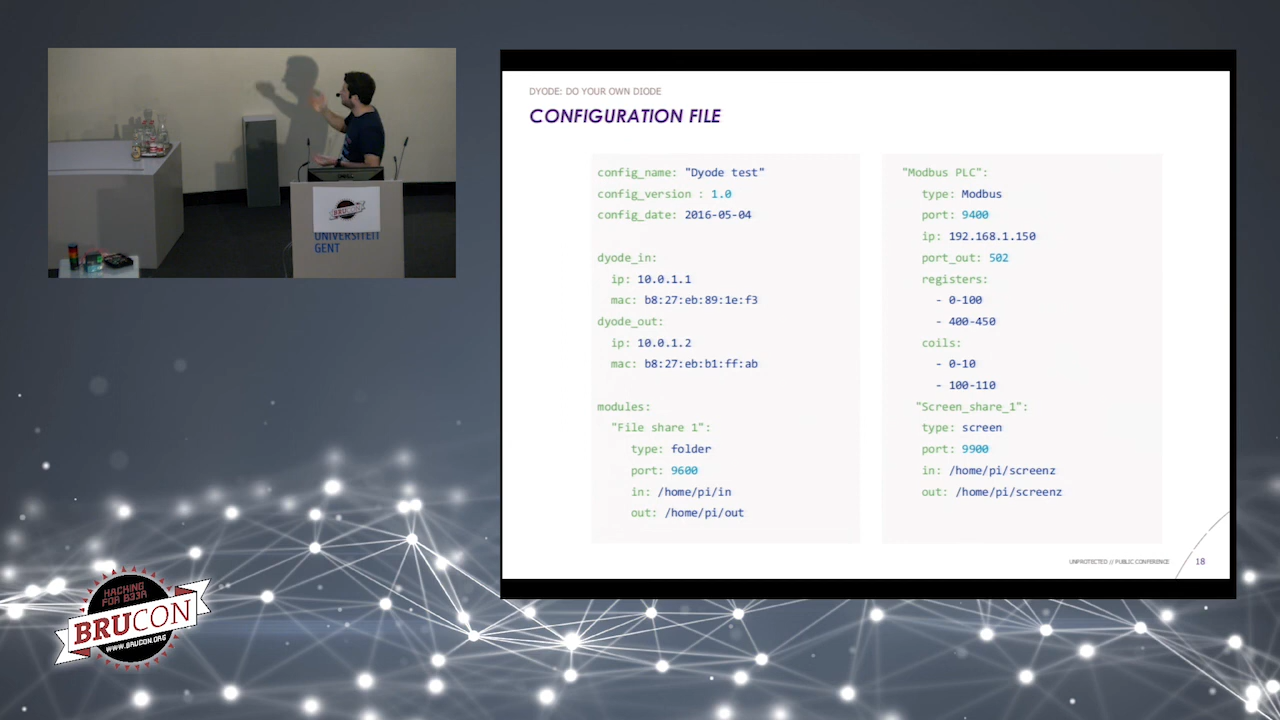 DYODE: DO YOUR OWN DIODE
CONFIGURATION FILE
config_name: "Dyode test"
config_version : 1.0
config_date: 2016-05-04
dyode_in:
ip: 10.0.1.1
mac: b8:27:eb:89:1e:f3
dyode_out:
ip: 10.0.1.2
mac: b8:27:eb:b1:ff:ab
modules:
"File share 1":
type: folder
port: 9600
in: /home/pi/in
out: /home/pi/out
"Modbus PLC":
type: Modbus
port: 9400
ip: 192.168.1.150
port_out: 502
registers:
- 0-100
- 400-450
coils:
- 0-10
- 100-110
"Screen_share_1":
type: screen
port: 9900
in: /home/pi/screenz
out: /home/pi/screenz
UNPROTECTED // PUBLIC CONFERENCE
18
UNIVERSITEIT
GENT
HACKING
FOR B33R
BRUCON
WWW.BRUCON.ORG